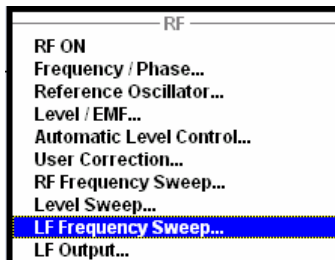 RF
RF ON
Frequency / Phase...
Reference Oscillator...
Level / EMF...
Automatic Level Control...
User Correction...
RF Frequency Sweep...
Level Sweep...
LF Frequency Sweep...
LF Output...